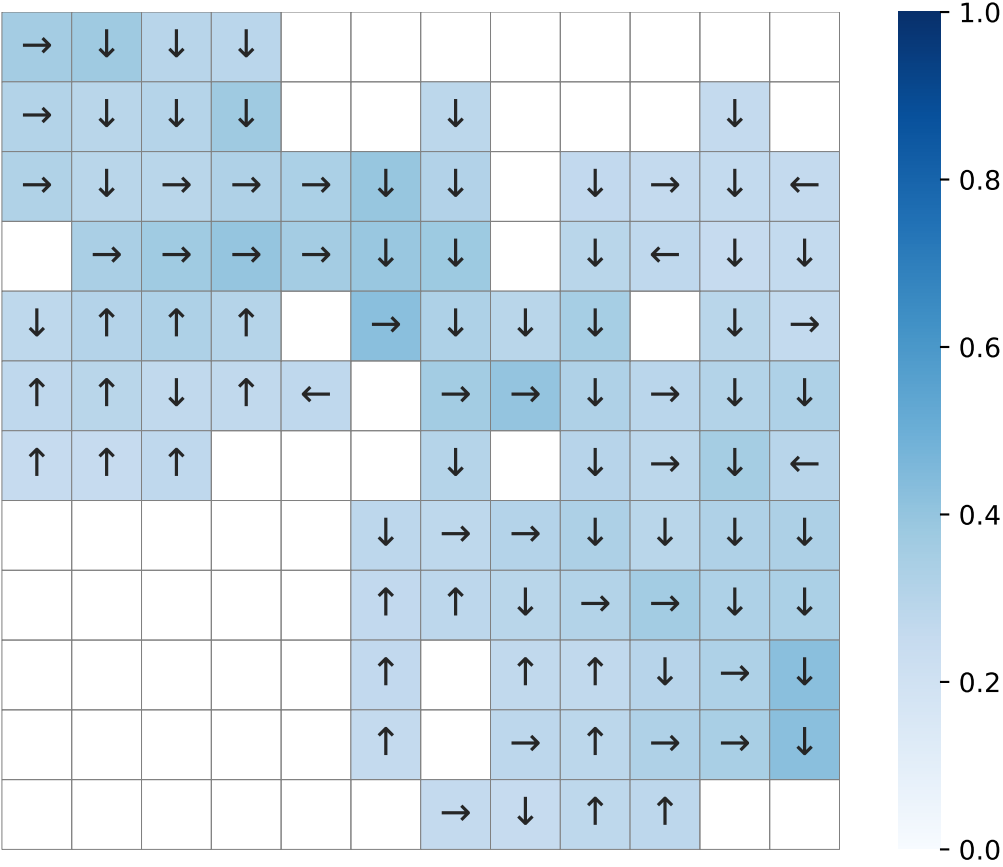 → ↓ ↓ ↓ 1.0
→ ↓ ↓ ↓ ↓ ↓
→ ↓ → → → ↓ ↓ ↓ → ↓ ← 0.8
→ → → → ↓ ↓ ↓ ← ↓ ↓
↓ ↑ ↑ ↑ → ↓ ↓ ↓ ↓ → 0.6
↑ ↑ ↓ ↑ ← → → ↓ → ↓ ↓
↑ ↑ ↑ ↓ ↓ → ↓ ←
↓ → → ↓ ↓ ↓ ↓ 0.4
↑ ↑ ↓ → → ↓ ↓
↑ ↑ ↑ ↓ → ↓ 0.2
↑ → ↑ → → ↓
→ ↓ ↑ ↑ 0.0